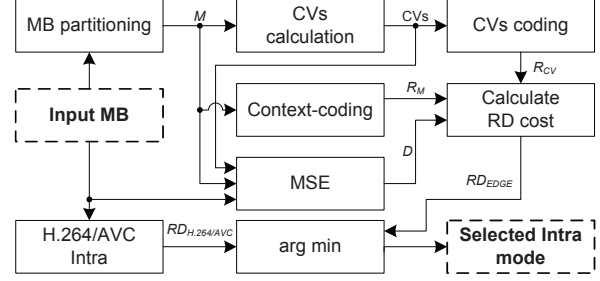 MB partitioning
M
CVs
calculation
CVs
CVs coding
R_CV
Input MB
Context-coding
R_M
Calculate
RD cost
D
MSE
RD_EDGE
H.264/AVC
Intra
RD_H.264/AVC
arg min
Selected Intra
mode